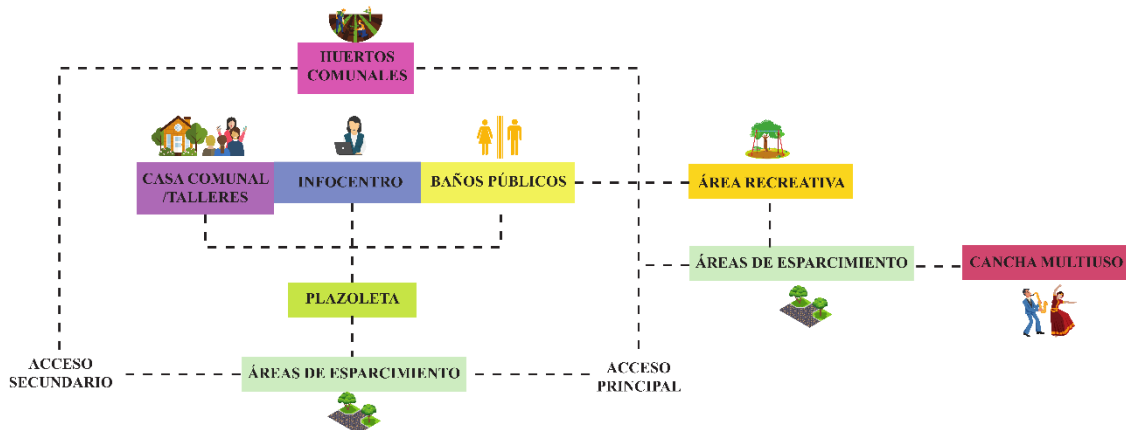 HUERTOS
COMUNALES
CASA COMUNAL
/TALLERES
INFOCENTRO
BAÑOS PÚBLICOS
ÁREA RECREATIVA
ÁREAS DE ESPARCIMIENTO
CANCHA MULTIUSO
PLAZOLETA
ACCESO
SECUNDARIO
ÁREAS DE ESPARCIMIENTO
ACCESO
PRINCIPAL